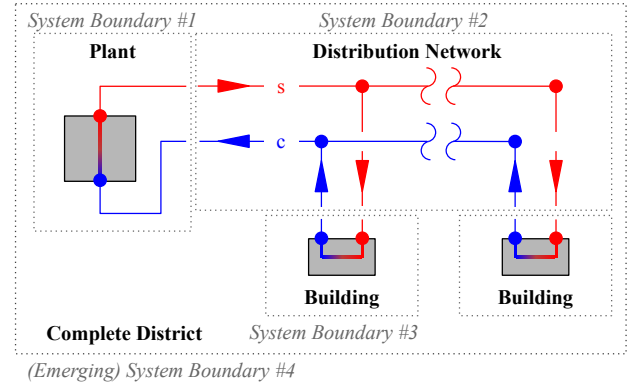 System Boundary #1
System Boundary #2
Plant
Distribution Network
s
c
Building
Building
Complete District
System Boundary #3
(Emerging) System Boundary #4